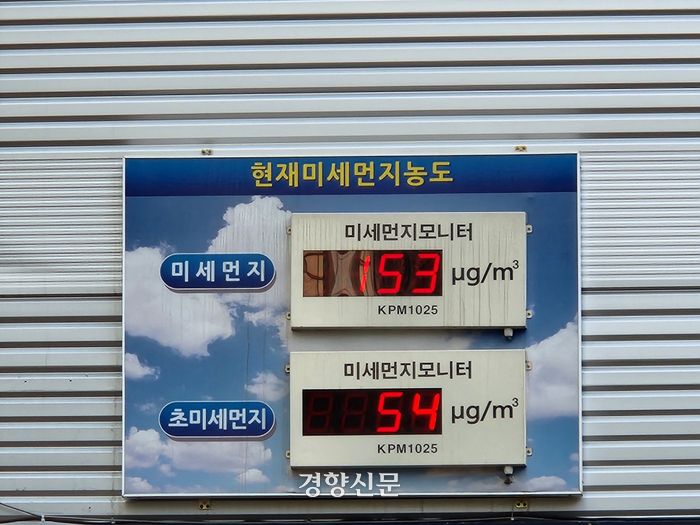 현재미세먼지농도
미세먼지모니터
미세먼지
153 µg/m³
KPM1025
미세먼지모니터
초미세먼지
54 µg/m³
KPM1025
경향신문